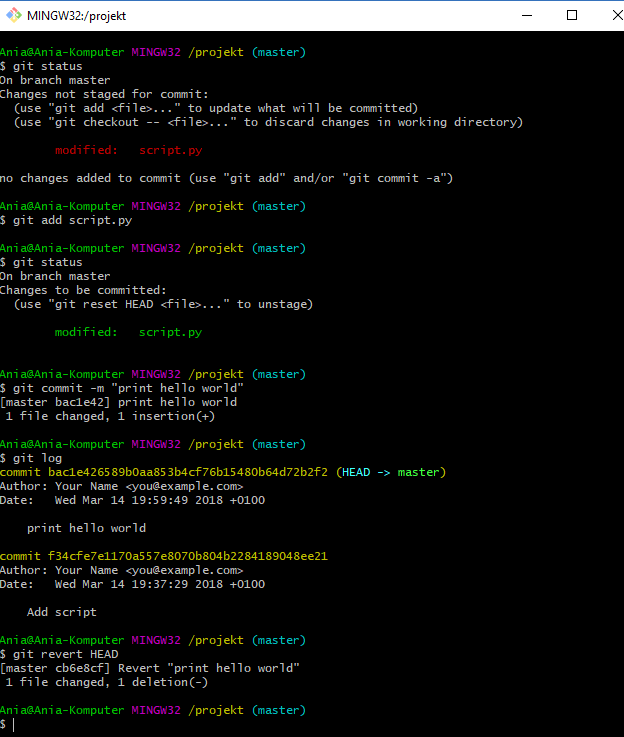 MINGW32:/projekt
Ania@Ania-Komputer MINGW32 /projekt (master)
$ git status
On branch master
Changes not staged for commit:
  (use "git add <file>..." to update what will be committed)
  (use "git checkout -- <file>..." to discard changes in working directory)
        modified:   script.py
no changes added to commit (use "git add" and/or "git commit -a")
Ania@Ania-Komputer MINGW32 /projekt (master)
$ git add script.py
Ania@Ania-Komputer MINGW32 /projekt (master)
$ git status
On branch master
Changes to be committed:
  (use "git reset HEAD <file>..." to unstage)
        modified:   script.py
Ania@Ania-Komputer MINGW32 /projekt (master)
$ git commit -m "print hello world"
[master bac1e42] print hello world
 1 file changed, 1 insertion(+)
Ania@Ania-Komputer MINGW32 /projekt (master)
$ git log
commit bac1e426589b0aa853b4cf76b15480b64d72b2f2 (HEAD -> master)
Author: Your Name <you@example.com>
Date:   Wed Mar 14 19:59:49 2018 +0100
    print hello world
commit f34cfe7e1170a557e8070b804b2284189048ee21
Author: Your Name <you@example.com>
Date:   Wed Mar 14 19:37:29 2018 +0100
    Add script
Ania@Ania-Komputer MINGW32 /projekt (master)
$ git revert HEAD
[master cb6e8cf] Revert "print hello world"
 1 file changed, 1 deletion(-)
Ania@Ania-Komputer MINGW32 /projekt (master)
$